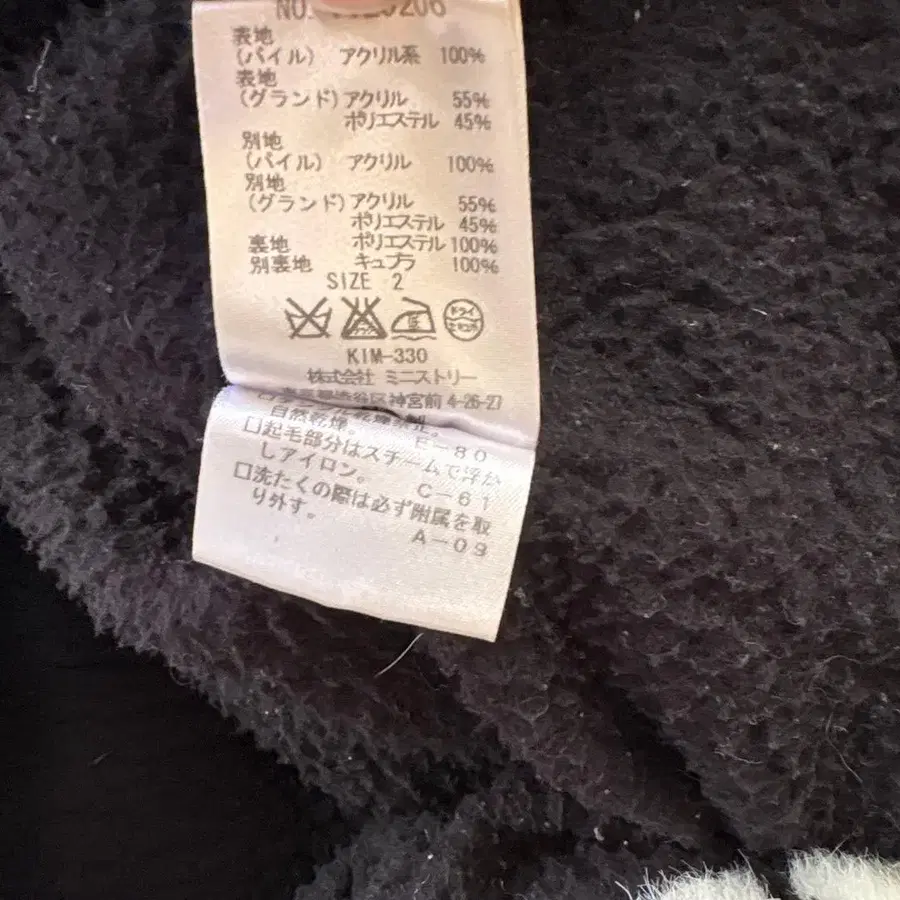 NO.
表地
(パイル) アクリル系 100%
表地
(グランド)アクリル 55%
ポリエステル 45%
別地
(パイル) アクリル 100%
別地
(グランド)アクリル 55%
ポリエステル 45%
裏地 ポリエステル 100%
別裏地 キュプラ 100%
SIZE 2
ドライ
KIM-330
株式会社 ミニストリー
区神宮前 4-26-27
自然乾燥。 E-80
□起毛部分はスチームで浮か
しアイロン。 C-61
□洗たくの際は必ず附属を取
り外す。 A-09